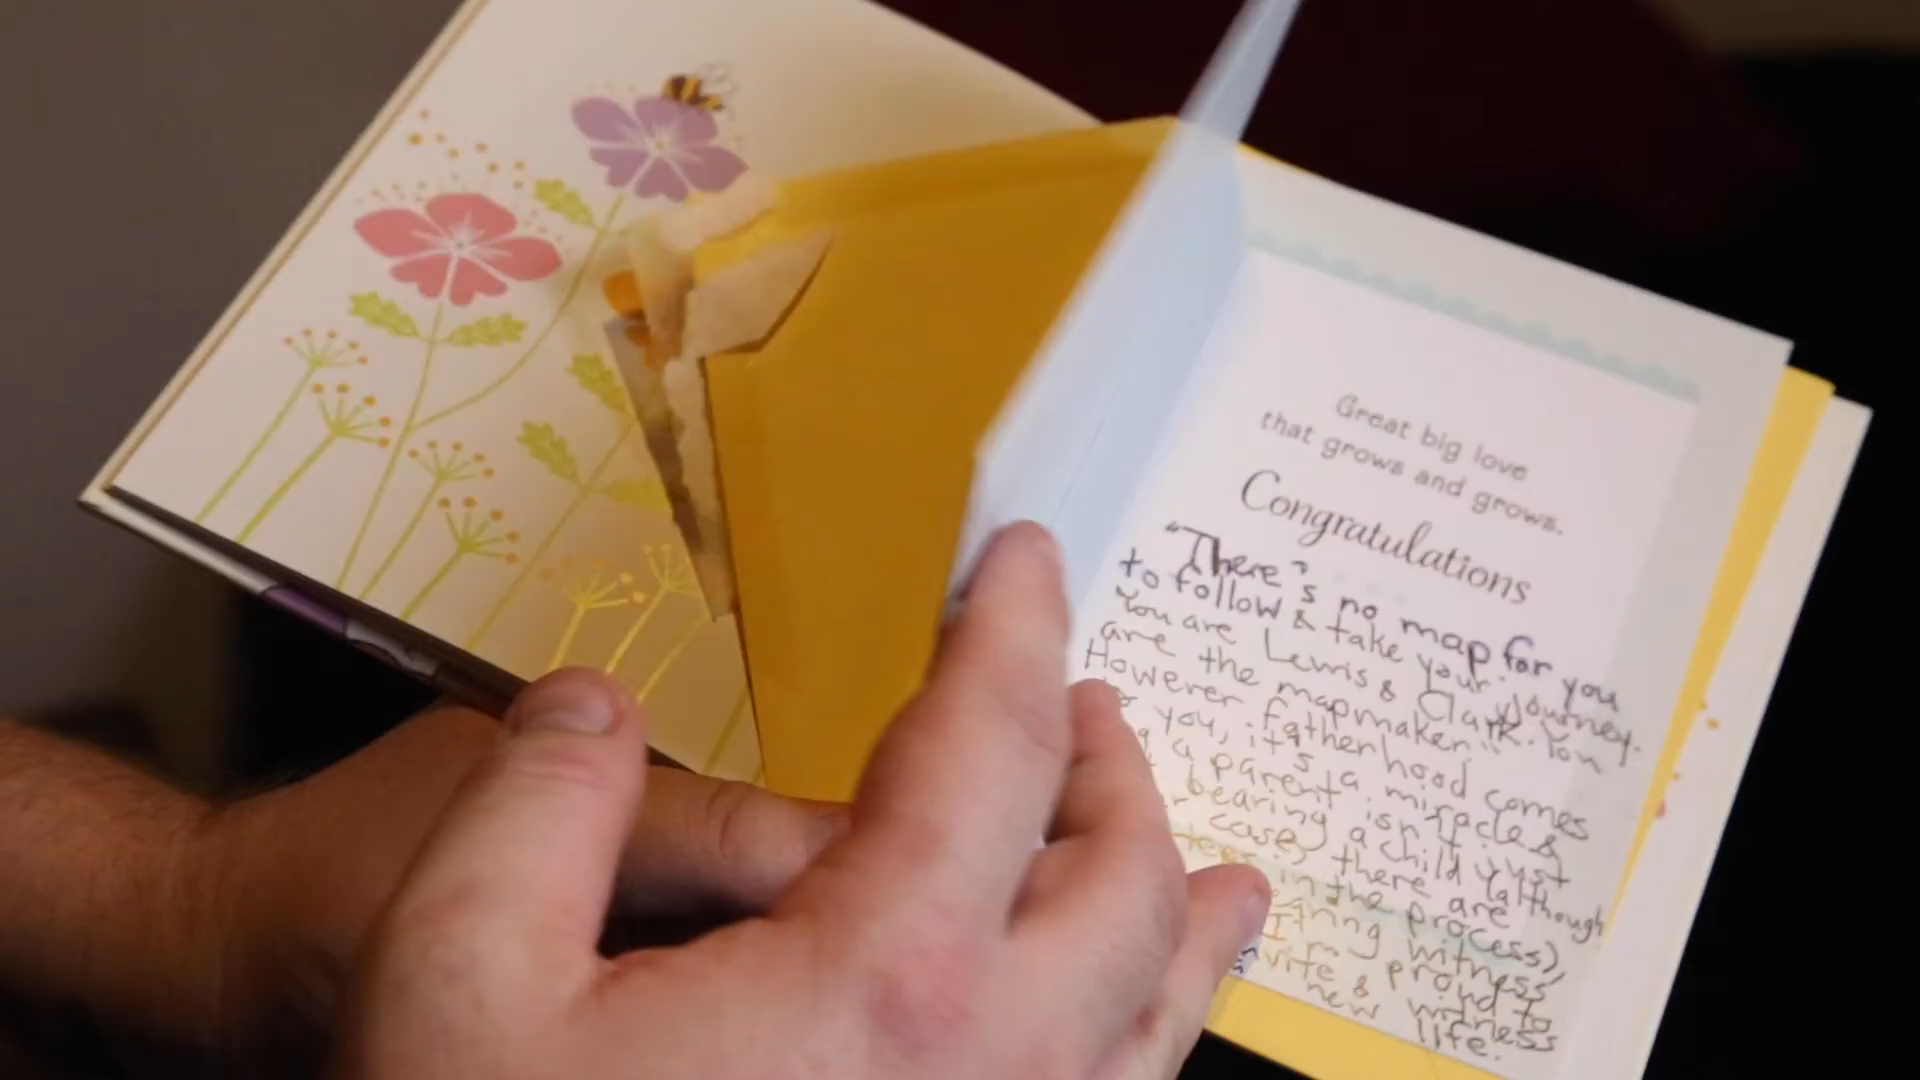 Great big love
that grows and grows.
Congratulations
"There's no map for you
to follow & take your journey.
You are Lewis & Clark. You
are the mapmaker."
However fatherhood comes
you, it's a miracle &
a parent isn't just
bearing a child (although
case, there are
in the process),
witness
I'm proud to
& witness
new life.